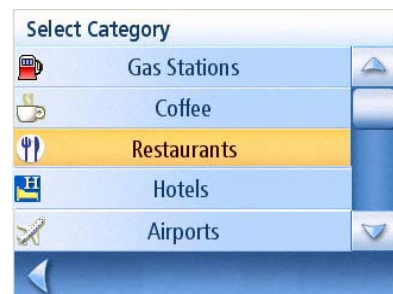 Select Category
Gas Stations
Coffee
Restaurants
H Hotels
Airports